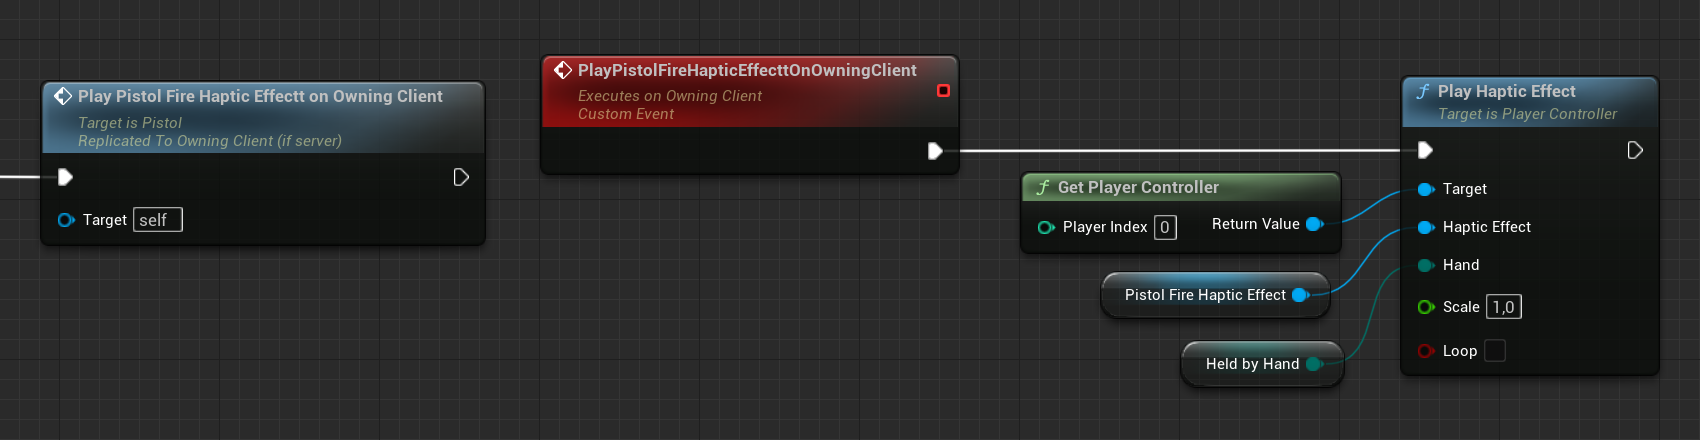 Play Pistol Fire Haptic Effectt on Owning Client
Target is Pistol
Replicated To Owning Client (if server)
Target self
PlayPistolFireHapticEffecttOnOwningClient
Executes on Owning Client
Custom Event
f Get Player Controller
Player Index 0 Return Value
Pistol Fire Haptic Effect
Held by Hand
f Play Haptic Effect
Target is Player Controller
Target
Haptic Effect
Hand
Scale 1,0
Loop